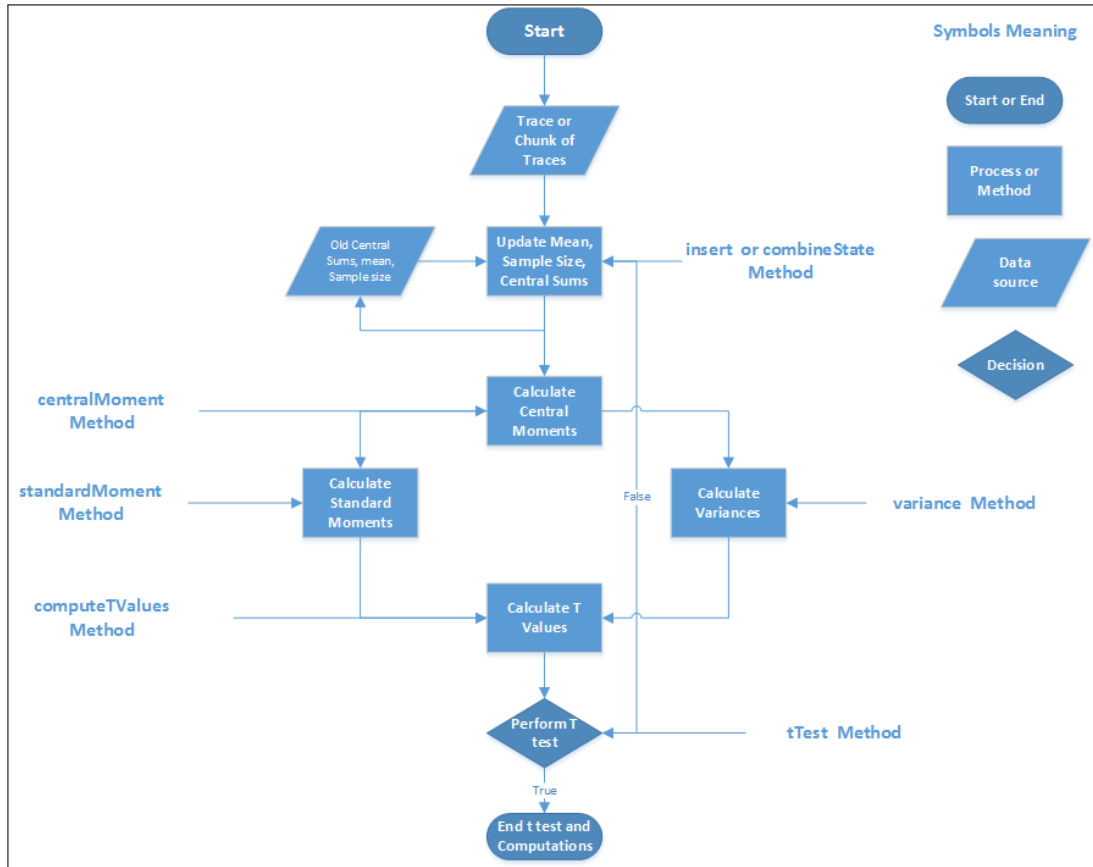 Start
Symbols Meaning
Start or End
Trace or
Chunk of
Traces
Process or
Method
Old Central
Sums, mean,
Sample size
Update Mean,
Sample Size,
Central Sums
insert or combineState
Method
Data
source
Decision
centralMoment
Method
Calculate
Central
Moments
standardMoment
Method
Calculate
Standard
Moments
False
Calculate
Variances
variance Method
computeTValues
Method
Calculate T
Values
Perform T
test
tTest Method
True
End t test and
Computations